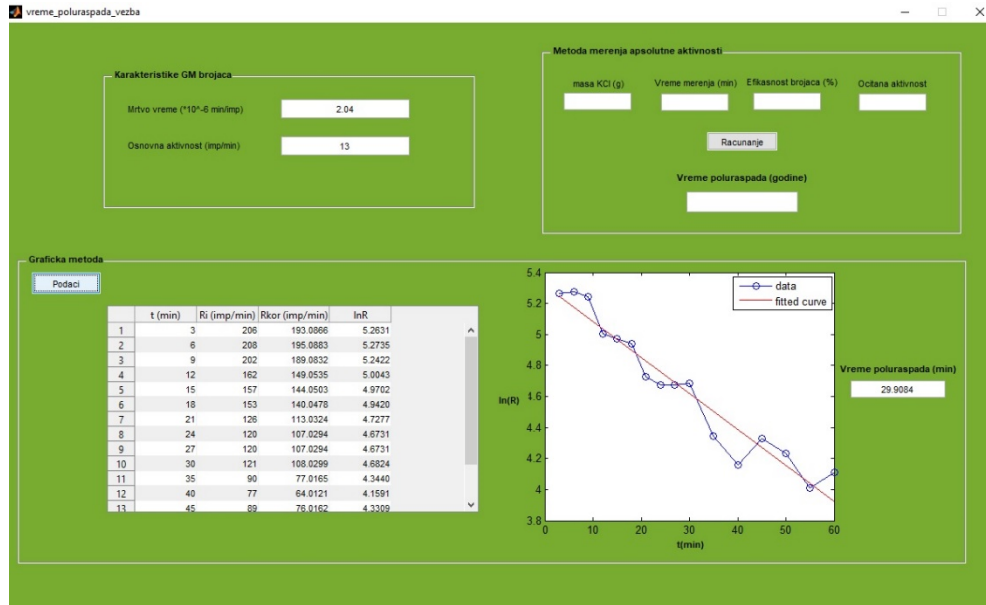 vreme_poluraspada_vezba
Karakteristike GM brojaca
Mrtvo vreme (*10^-6 min/imp) 2.04
Osnovna aktivnost (imp/min) 13
Metoda merenja apsolutne aktivnosti
masa KCl (g) Vreme merenja (min) Efikasnost brojaca (%) Ocitana aktivnost
Racunanje
Vreme poluraspada (godine)
Graficka metoda
Podaci
t (min) Ri (imp/min) Rkor (imp/min) lnR
1 3 206 193.0866 5.2631
2 6 208 195.0883 5.2735
3 9 202 189.0832 5.2422
4 12 162 149.0535 5.0043
5 15 157 144.0503 4.9702
6 18 153 140.0478 4.9420
7 21 126 113.0324 4.7277
8 24 120 107.0294 4.6731
9 27 120 107.0294 4.6731
10 30 121 108.0299 4.6824
11 35 90 77.0165 4.3440
12 40 77 64.0121 4.1591
13 45 89 76.0162 4.3309
5.4
5.2
5
4.8
4.6
4.4
4.2
4
3.8
ln(R)
data
fitted curve
0 10 20 30 40 50 60
t(min)
Vreme poluraspada (min)
29.9084